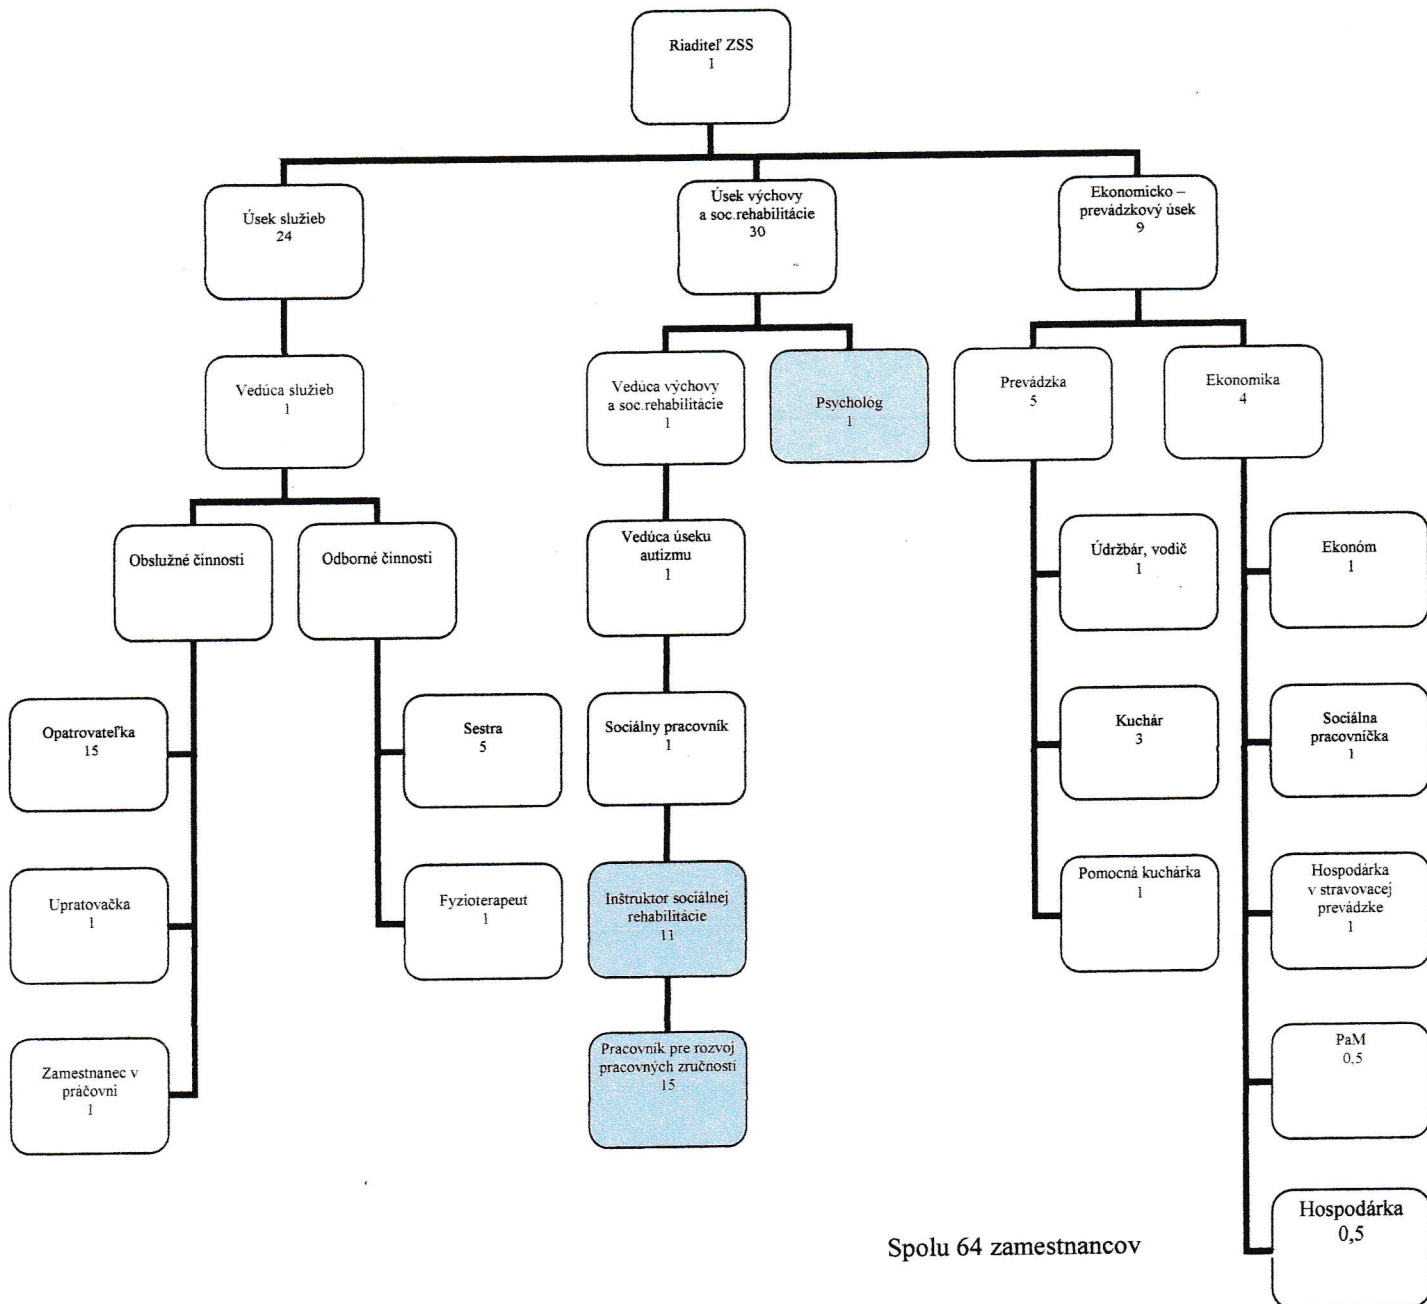 Riaditeľ ZSS
1
Úsek služieb
24
Úsek výchovy
a soc.rehabilitácie
30
Ekonomicko –
prevádzkový úsek
9
Vedúca služieb
1
Vedúca výchovy
a soc.rehabilitácie
1
Psychológ
1
Prevádzka
5
Ekonomika
4
Obslužné činnosti
Odborné činnosti
Vedúca úseku
autizmu
1
Údržbár, vodič
1
Ekonóm
1
Opatrovateľka
15
Sestra
5
Sociálny pracovník
1
Kuchár
3
Sociálna
pracovníčka
1
Upratovačka
1
Fyzioterapeut
1
Inštruktor sociálnej
rehabilitácie
11
Pomocná kuchárka
1
Hospodárka
v stravovacej
prevádzke
1
Zamestnanec v
práčovni
1
Pracovník pre rozvoj
pracovných zručností
15
PaM
0,5
Hospodárka
0,5
Spolu 64 zamestnancov